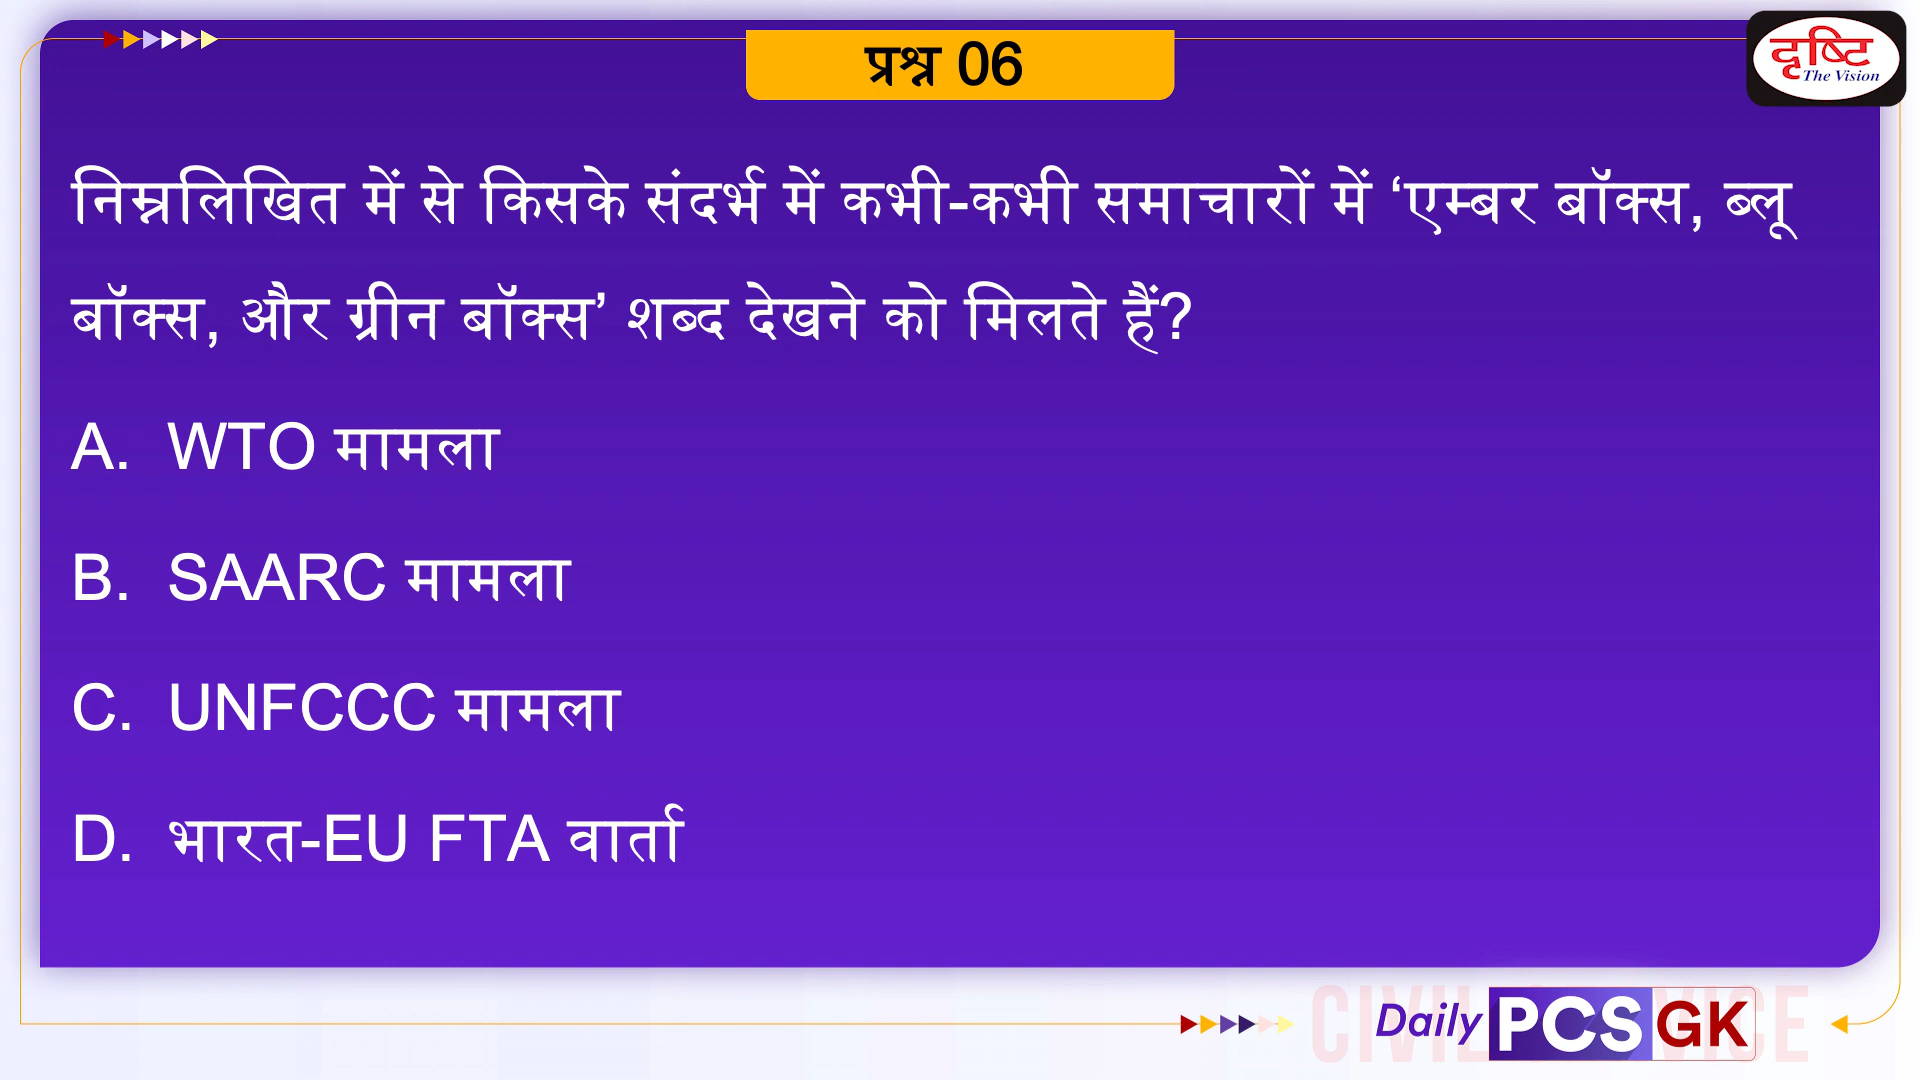 प्रश्न 06
दृष्टि
The Vision
निम्नलिखित में से किसके संदर्भ में कभी-कभी समाचारों में ‘एम्बर बॉक्स, ब्लू
बॉक्स, और ग्रीन बॉक्स’ शब्द देखने को मिलते हैं?
A. WTO मामला
B. SAARC मामला
C. UNFCCC मामला
D. भारत-EU FTA वार्ता
Daily PCS GK